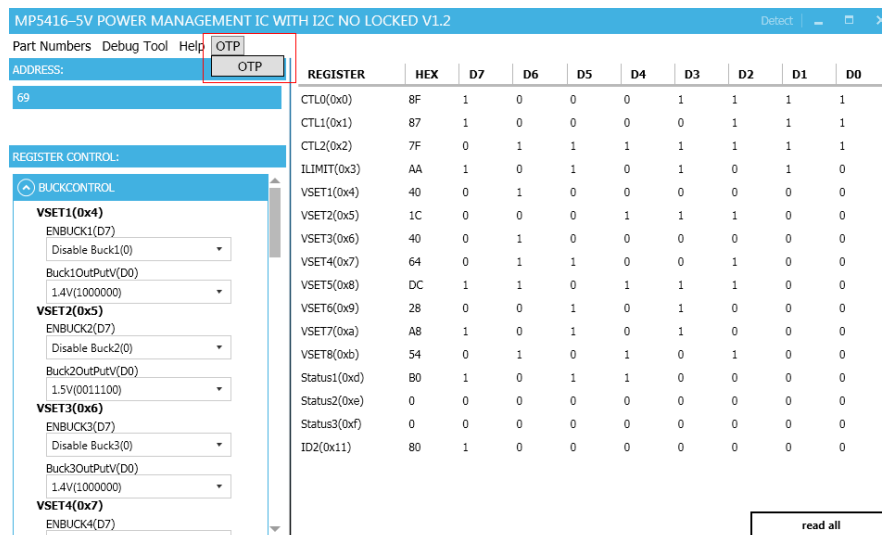 MP5416–5V POWER MANAGEMENT IC WITH I2C NO LOCKED V1.2 Detect
Part Numbers Debug Tool Help OTP
OTP
ADDRESS:
69
REGISTER CONTROL:
BUCKCONTROL
VSET1(0x4)
ENBUCK1(D7)
Disable Buck1(0)
Buck1OutPutV(D0)
1.4V(1000000)
VSET2(0x5)
ENBUCK2(D7)
Disable Buck2(0)
Buck2OutPutV(D0)
1.5V(0011100)
VSET3(0x6)
ENBUCK3(D7)
Disable Buck3(0)
Buck3OutPutV(D0)
1.4V(1000000)
VSET4(0x7)
ENBUCK4(D7)
REGISTER HEX D7 D6 D5 D4 D3 D2 D1 D0
CTL0(0x0) 8F 1 0 0 0 1 1 1 1
CTL1(0x1) 87 1 0 0 0 0 1 1 1
CTL2(0x2) 7F 0 1 1 1 1 1 1 1
ILIMIT(0x3) AA 1 0 1 0 1 0 1 0
VSET1(0x4) 40 0 1 0 0 0 0 0 0
VSET2(0x5) 1C 0 0 0 1 1 1 0 0
VSET3(0x6) 40 0 1 0 0 0 0 0 0
VSET4(0x7) 64 0 1 1 0 0 1 0 0
VSET5(0x8) DC 1 1 0 1 1 1 0 0
VSET6(0x9) 28 0 0 1 0 1 0 0 0
VSET7(0xa) A8 1 0 1 0 1 0 0 0
VSET8(0xb) 54 0 1 0 1 0 1 0 0
Status1(0xd) B0 1 0 1 1 0 0 0 0
Status2(0xe) 0 0 0 0 0 0 0 0 0
Status3(0xf) 0 0 0 0 0 0 0 0 0
ID2(0x11) 80 1 0 0 0 0 0 0 0
read all